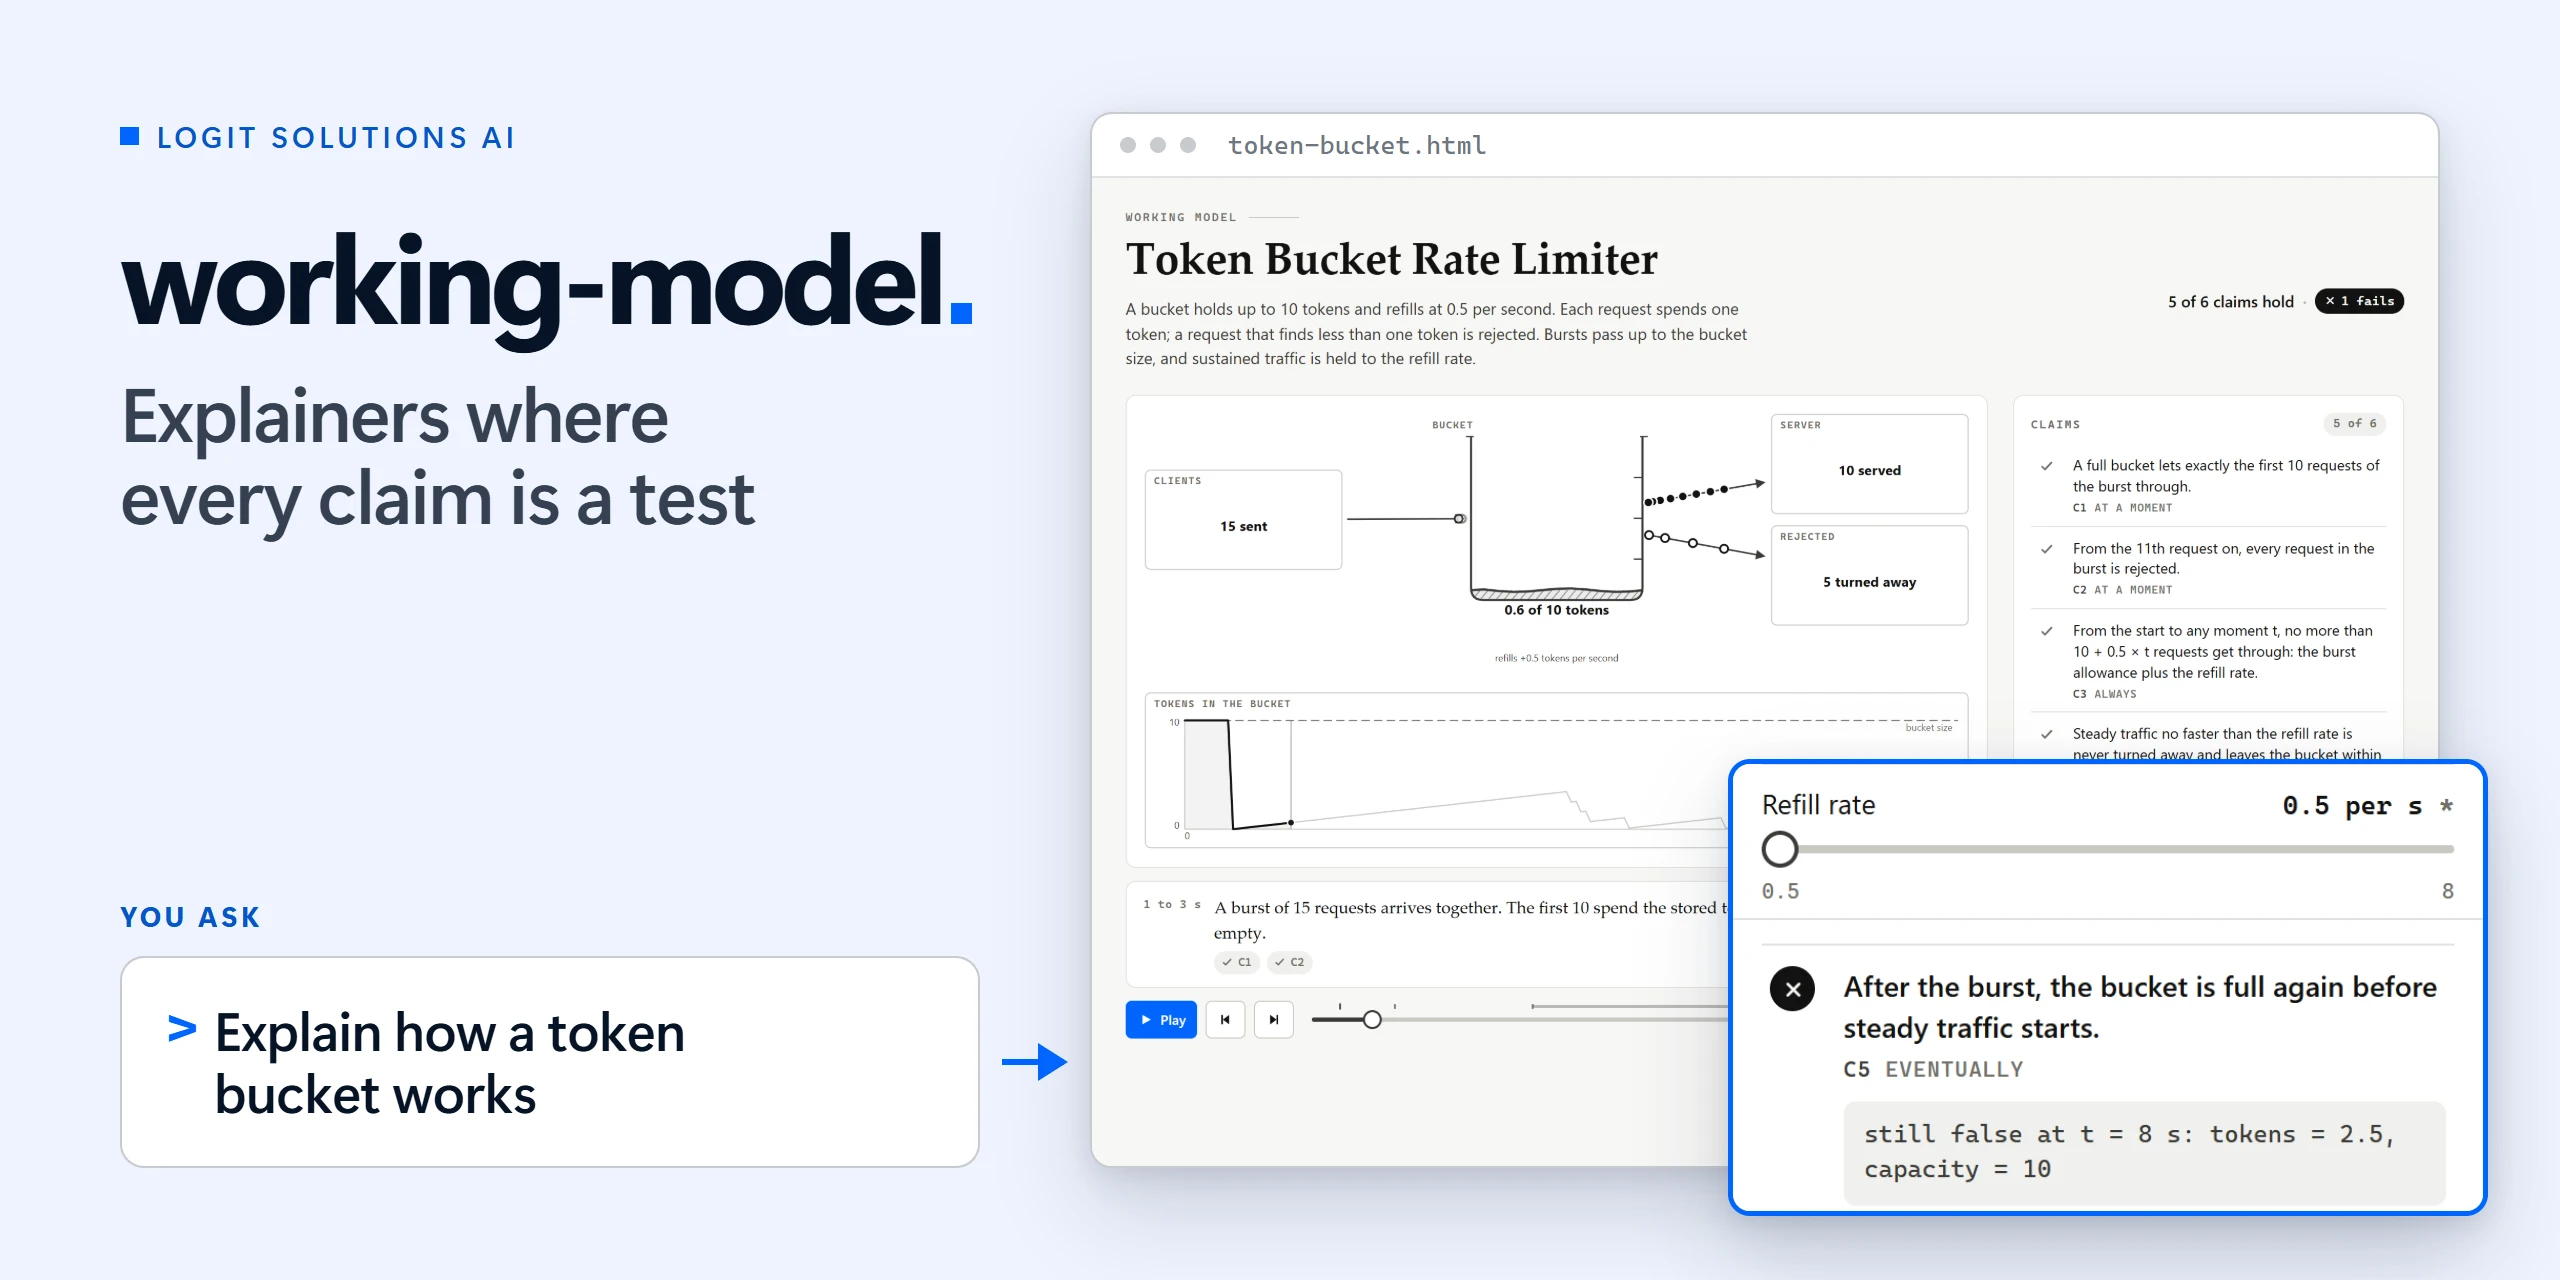 LOGIT SOLUTIONS AI
working-model.
Explainers where
every claim is a test
YOU ASK
> Explain how a token
bucket works
token-bucket.html
WORKING MODEL
Token Bucket Rate Limiter
A bucket holds up to 10 tokens and refills at 0.5 per second. Each request spends one
token; a request that finds less than one token is rejected. Bursts pass up to the bucket
size, and sustained traffic is held to the refill rate.
5 of 6 claims hold · × 1 fails
CLIENTS
15 sent
BUCKET
0.6 of 10 tokens
refills +0.5 tokens per second
SERVER
10 served
REJECTED
5 turned away
TOKENS IN THE BUCKET
10
bucket size
0
0
1 to 3 s
A burst of 15 requests arrives together. The first 10 spend the stored
empty.
✓ C1 ✓ C2
Play
CLAIMS
5 of 6
A full bucket lets exactly the first 10 requests of
the burst through.
C1 AT A MOMENT
From the 11th request on, every request in the
burst is rejected.
C2 AT A MOMENT
From the start to any moment t, no more than
10 + 0.5 × t requests get through: the burst
allowance plus the refill rate.
C3 ALWAYS
Steady traffic no faster than the refill rate is
never turned away and leaves the bucket within
Refill rate
0.5 per s *
0.5
8
After the burst, the bucket is full again before
steady traffic starts.
C5 EVENTUALLY
still false at t = 8 s: tokens = 2.5,
capacity = 10